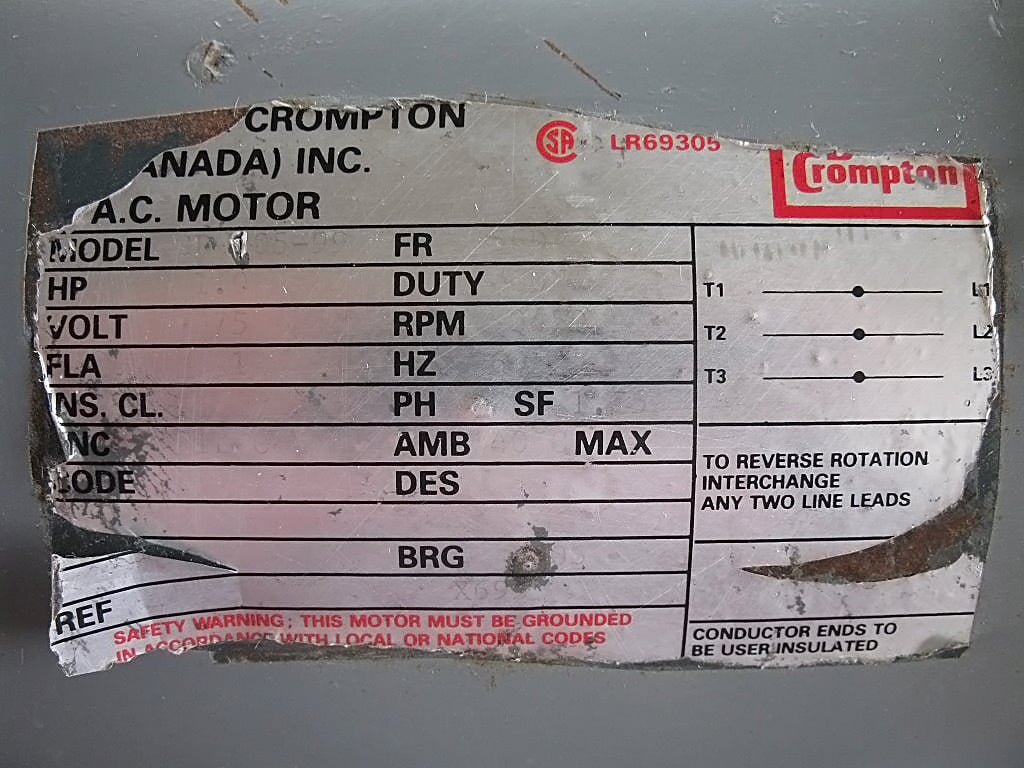 CROMPTON
ANADA) INC.
A.C. MOTOR
SA LR69305
Crompton
MODEL FR
HP DUTY
VOLT RPM
FLA HZ
NS. CL. PH SF
NC AMB MAX
CODE DES
BRG
REF
SAFETY WARNING; THIS MOTOR MUST BE GROUNDED
IN ACCORDANCE WITH LOCAL OR NATIONAL CODES
T1 L1
T2 L2
T3 L3
TO REVERSE ROTATION
INTERCHANGE
ANY TWO LINE LEADS
CONDUCTOR ENDS TO
BE USER INSULATED